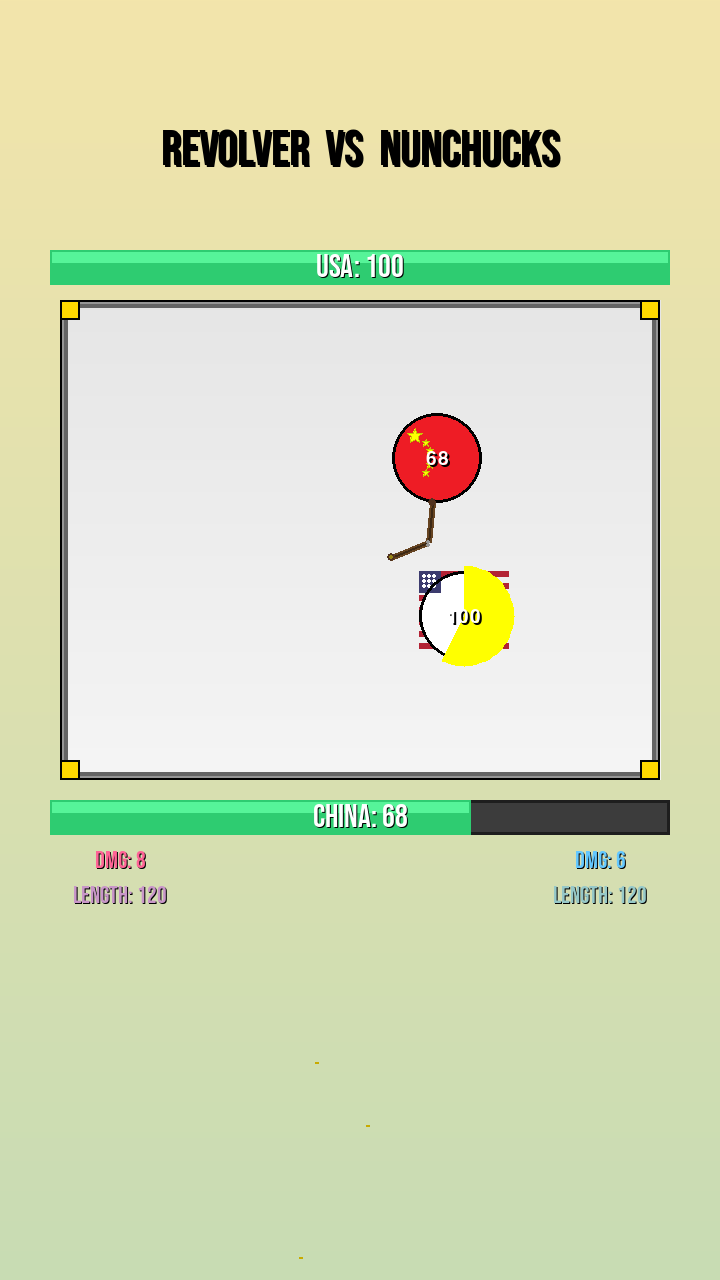 REVOLVER VS NUNCHUCKS
USA: 100
68
100
CHINA: 68
DMG: 8
DMG: 6
LENGTH: 120
LENGTH: 120